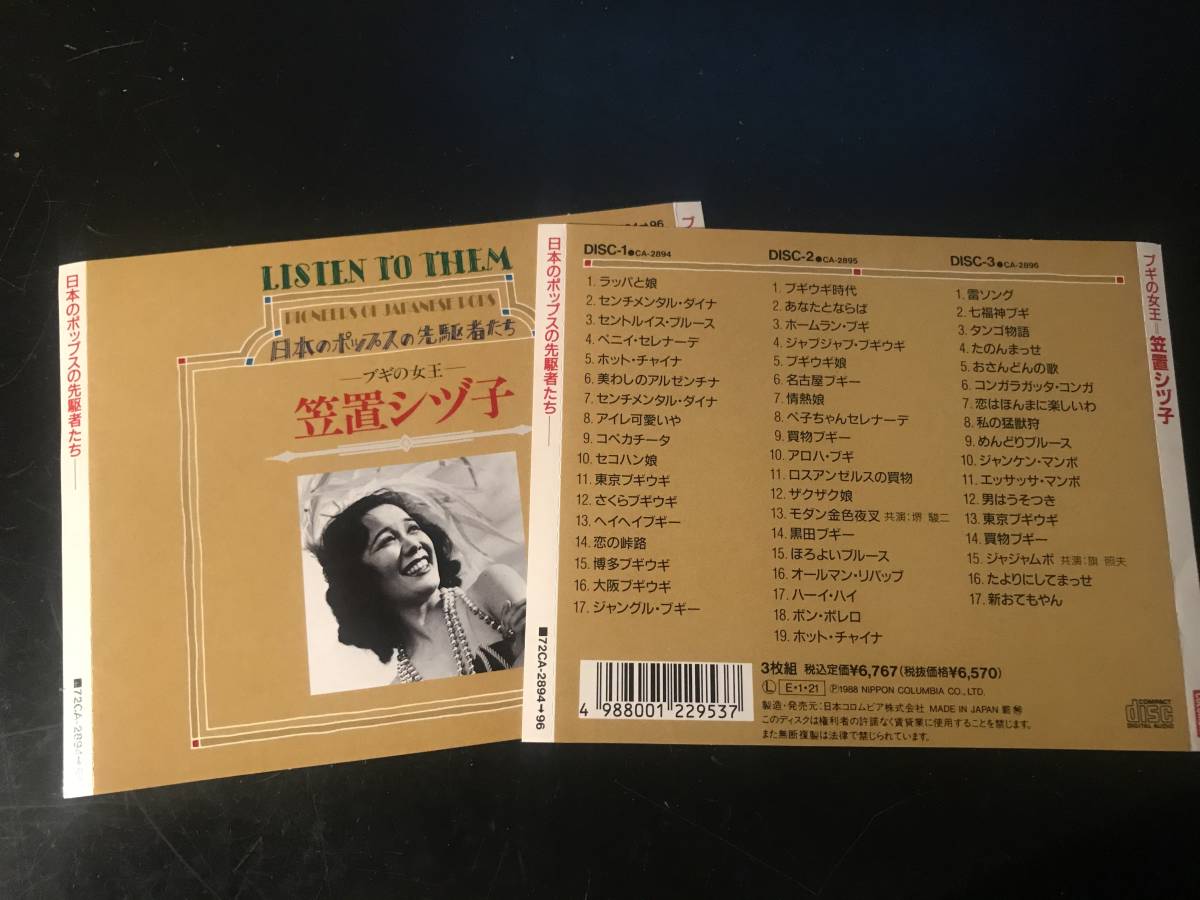 日本のポップスの先駆者たち
■72CA-2894→
LISTEN TO THEM
PIONEERS OF JAPANESE POPS
日本のポップスの先駆者たち
―ブギの女王―
笠置シヅ子
→96
ブ
日本のポップスの先駆者たち
■72CA-2894→96
DISC-1●CA-2894
1. ラッパと娘
2. センチメンタル・ダイナ
3. セントルイス・ブルース
4. ペニイ・セレナーデ
5. ホット・チャイナ
6. 美わしのアルゼンチナ
7. センチメンタル・ダイナ
8. アイレ可愛いや
9. コペカチータ
10. セコハン娘
11. 東京ブギウギ
12. さくらブギウギ
13. ヘイヘイブギー
14. 恋の峠路
15. 博多ブギウギ
16. 大阪ブギウギ
17. ジャングル・ブギー
DISC-2●CA-2895
1. ブギウギ時代
2. あなたとならば
3. ホームラン・ブギ
4. ジャブジャブ・ブギウギ
5. ブギウギ娘
6. 名古屋ブギー
7. 情熱娘
8. ペ子ちゃんセレナーデ
9. 買物ブギー
10. アロハ・ブギ
11. ロスアンゼルスの買物
12. ザクザク娘
13. モダン金色夜叉 共演：堺 駿二
14. 黒田ブギー
15. ほろよいブルース
16. オールマン・リバップ
17. ハーイ・ハイ
18. ボン・ボレロ
19. ホット・チャイナ
DISC-3●CA-2896
1. 雷ソング
2. 七福神ブギ
3. タンゴ物語
4. たのんまっせ
5. おさんどんの歌
6. コンガラガッタ・コンガ
7. 恋はほんまに楽しいわ
8. 私の猛獣狩
9. めんどりブルース
10. ジャンケン・マンボ
11. エッサッサ・マンボ
12. 男はうそつき
13. 東京ブギウギ
14. 買物ブギー
15. ジャジャムボ 共演：旗 照夫
16. たよりにしてまっせ
17. 新おてもやん
4 988001 229537
3枚組 税込定価¥6,767（税抜価格¥6,570）
Ⓛ E・1・21 Ⓟ1988 NIPPON COLUMBIA CO., LTD.
製造・発売元：日本コロムビア株式会社 MADE IN JAPAN
このディスクは権利者の許諾なく賃貸業に使用することを禁じます。
また無断複製は法律で禁じられています。
COMPACT
disc
DIGITAL AUDIO
ブギの女王＝笠置シヅ子